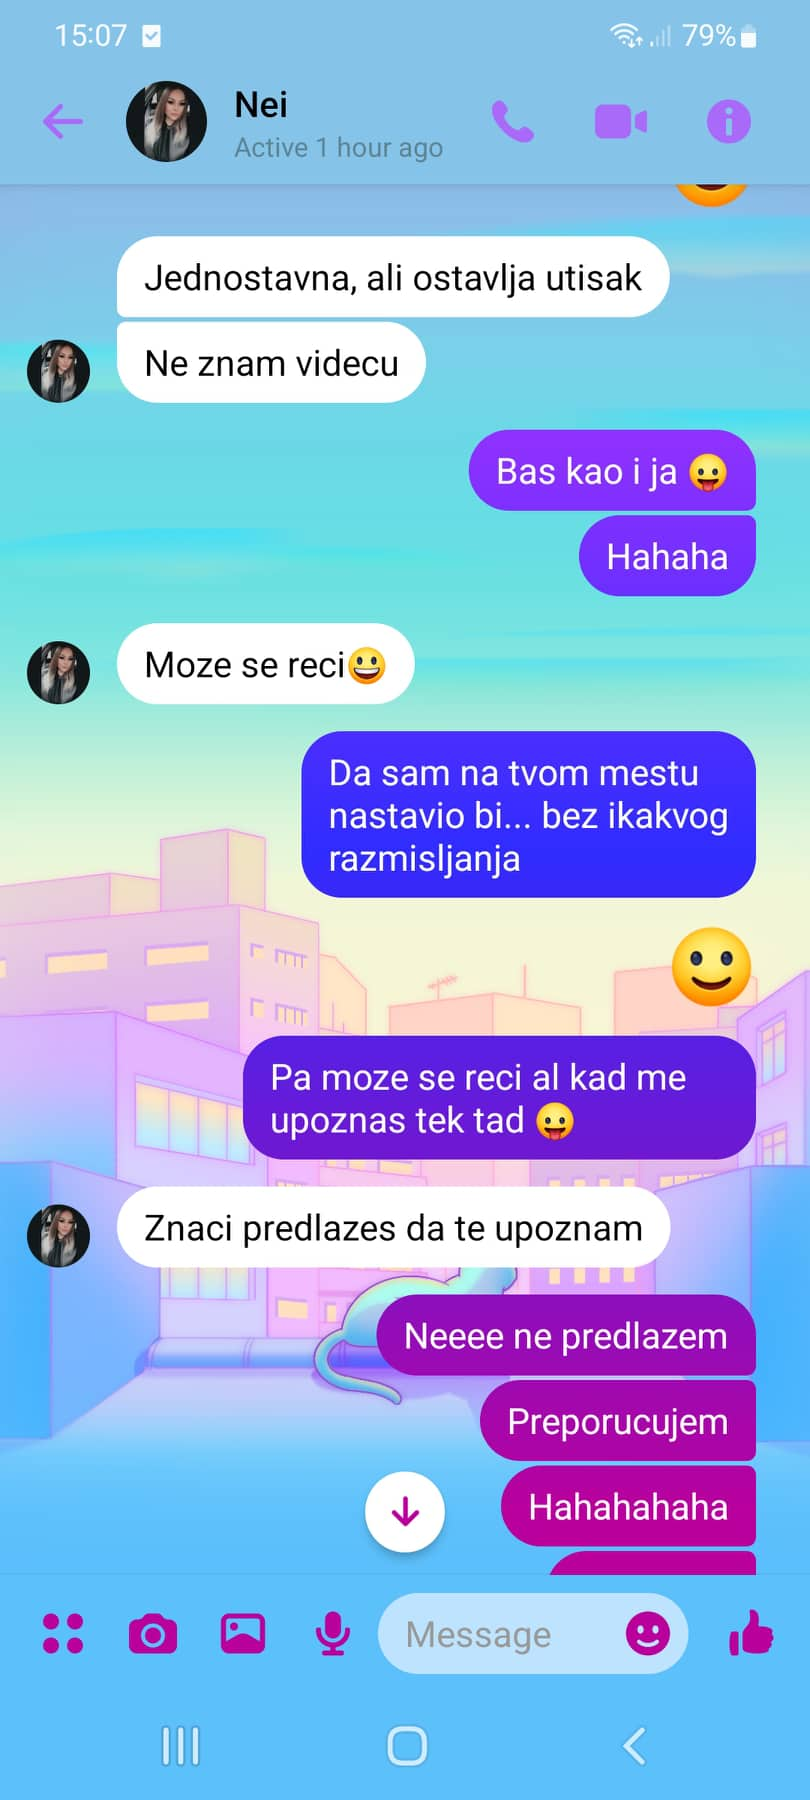 15:07
79%
Nei
Active 1 hour ago
Jednostavna, ali ostavlja utisak
Ne znam videcu
Bas kao i ja 😛
Hahaha
Moze se reci😃
Da sam na tvom mestu
nastavio bi... bez ikakvog
razmisljanja
🙂
Pa moze se reci al kad me
upoznas tek tad 😛
Znaci predlazes da te upoznam
Neeee ne predlazem
Preporucujem
Hahahahaha
Message